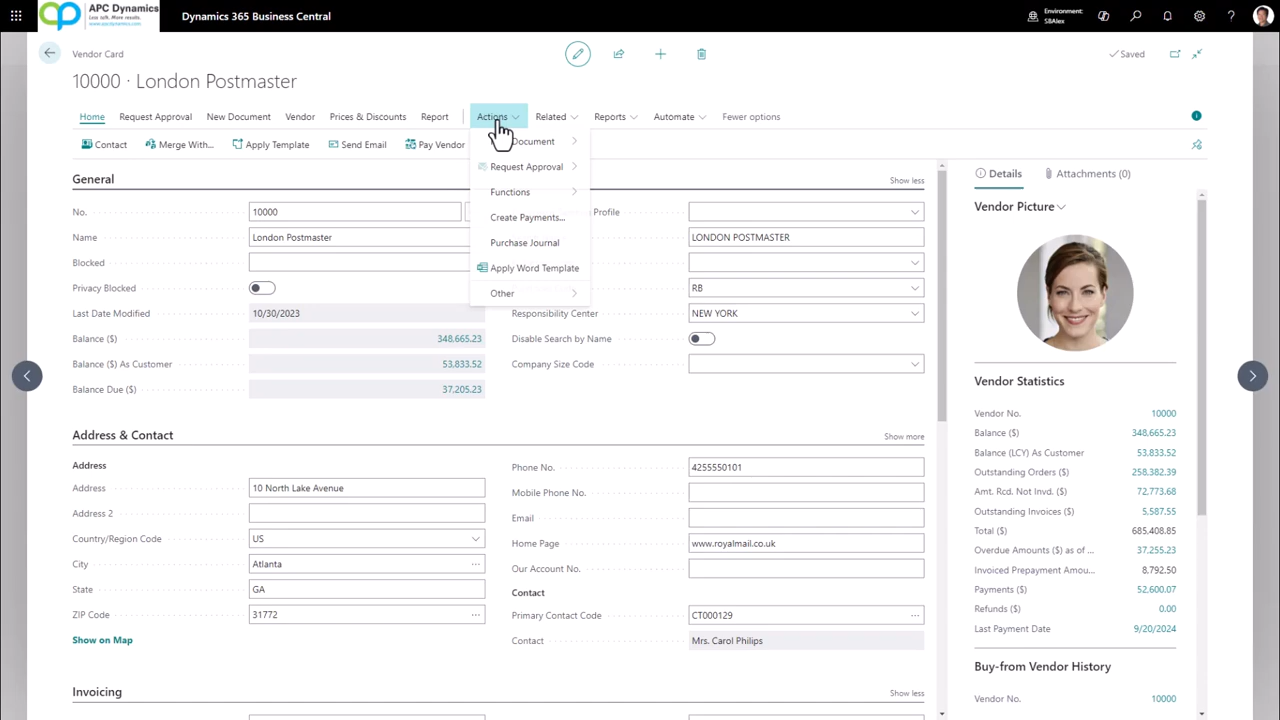 APC Dynamics
Less talk. More results.
www.apcdynamics.com
Dynamics 365 Business Central
Environment:
SBAlex
Vendor Card
Saved
10000 · London Postmaster
Home
Request Approval
New Document
Vendor
Prices & Discounts
Report
Actions
Related
Reports
Automate
Fewer options
Contact
Merge With...
Apply Template
Send Email
Pay Vendor
Document
Request Approval
Functions
Create Payments...
Purchase Journal
Apply Word Template
Other
General
Show less
No.
10000
Name
London Postmaster
Blocked
Privacy Blocked
Last Date Modified
10/30/2023
Balance ($)
348,665.23
Balance ($) As Customer
53,833.52
Balance Due ($)
37,205.23
Profile
LONDON POSTMASTER
RB
Responsibility Center
NEW YORK
Disable Search by Name
Company Size Code
Address & Contact
Show more
Address
Address
10 North Lake Avenue
Address 2
Country/Region Code
US
City
Atlanta
State
GA
ZIP Code
31772
Show on Map
Phone No.
4255550101
Mobile Phone No.
Email
Home Page
www.royalmail.co.uk
Our Account No.
Contact
Primary Contact Code
CT000129
Contact
Mrs. Carol Philips
Invoicing
Show less
Details
Attachments (0)
Vendor Picture
Vendor Statistics
Vendor No.
10000
Balance ($)
348,665.23
Balance (LCY) As Customer
53,833.52
Outstanding Orders ($)
258,382.39
Amt. Rcd. Not Invd. ($)
72,773.68
Outstanding Invoices ($)
5,587.55
Total ($)
685,408.85
Overdue Amounts ($) as of ...
37,255.23
Invoiced Prepayment Amou...
8,792.50
Payments ($)
52,600.07
Refunds ($)
0.00
Last Payment Date
9/20/2024
Buy-from Vendor History
Vendor No.
10000